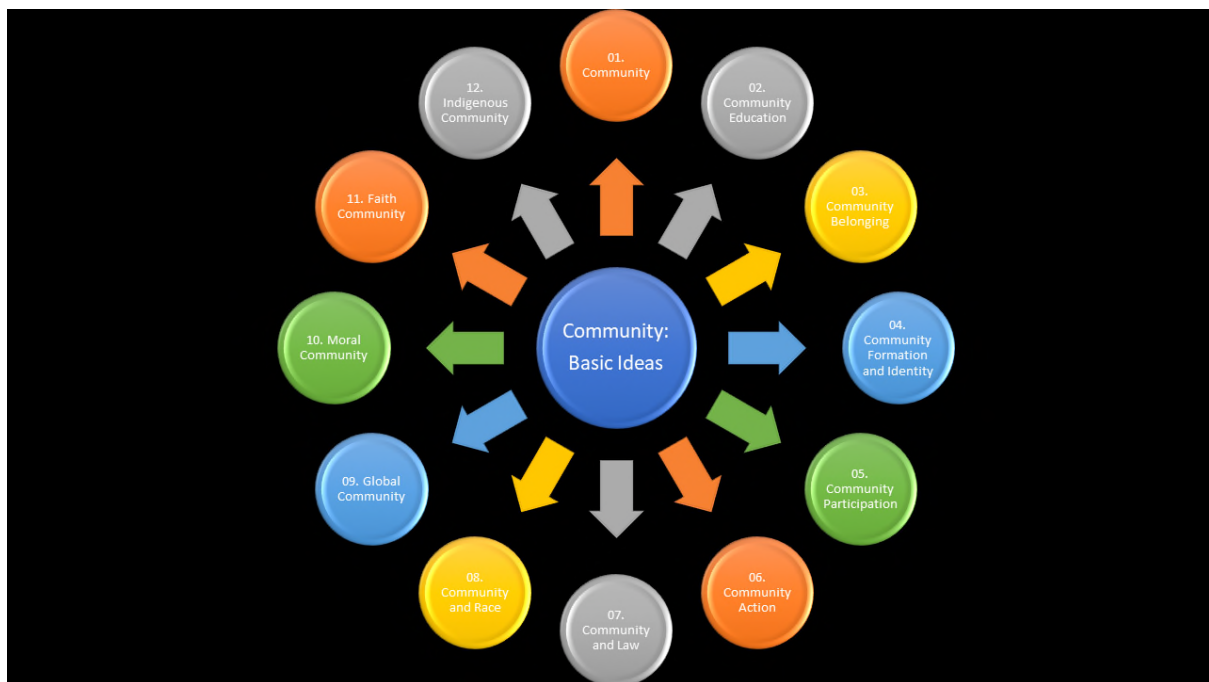 01.
Community
02.
Community
Education
03.
Community
Belonging
04.
Community
Formation
and Identity
05.
Community
Participation
06.
Community
Action
07.
Community
and Law
08.
Community
and Race
09. Global
Community
10. Moral
Community
11. Faith
Community
12.
Indigenous
Community
Community:
Basic Ideas